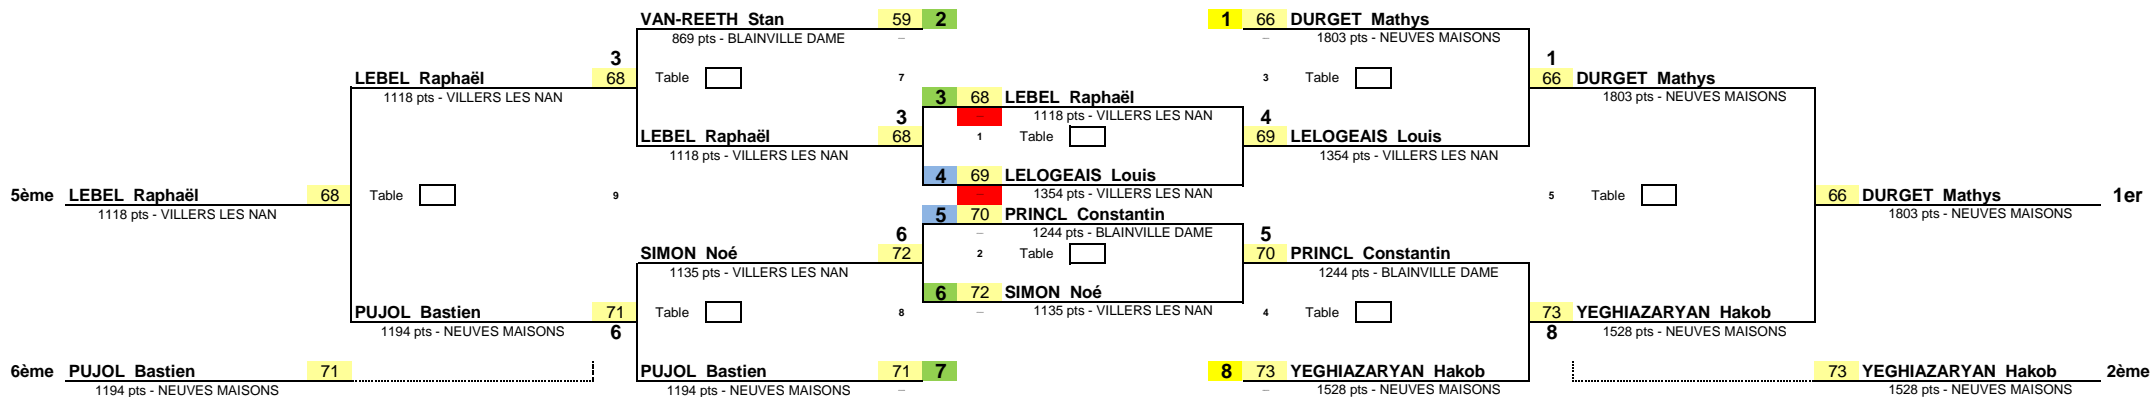 VAN-REETH Stan 59 2
869 pts - BLAINVILLE DAME –
1 66 DURGET Mathys
– 1803 pts - NEUVES MAISONS
3
LEBEL Raphaël 68
1118 pts - VILLERS LES NAN
Table 7
3 Table
1
66 DURGET Mathys
1803 pts - NEUVES MAISONS
3 68 LEBEL Raphaël
– 1118 pts - VILLERS LES NAN
3
LEBEL Raphaël 68
1118 pts - VILLERS LES NAN
1 Table
4
69 LELOGEAIS Louis
1354 pts - VILLERS LES NAN
4 69 LELOGEAIS Louis
– 1354 pts - VILLERS LES NAN
5ème LEBEL Raphaël 68
1118 pts - VILLERS LES NAN
Table 9
5 Table
66 DURGET Mathys 1er
1803 pts - NEUVES MAISONS
5 70 PRINCL Constantin
– 1244 pts - BLAINVILLE DAME
6
SIMON Noé 72
1135 pts - VILLERS LES NAN
2 Table
5
70 PRINCL Constantin
1244 pts - BLAINVILLE DAME
6 72 SIMON Noé
– 1135 pts - VILLERS LES NAN
PUJOL Bastien 71
1194 pts - NEUVES MAISONS 6
Table 8
4 Table
73 YEGHIAZARYAN Hakob
8 1528 pts - NEUVES MAISONS
6ème PUJOL Bastien 71
1194 pts - NEUVES MAISONS
PUJOL Bastien 71 7
1194 pts - NEUVES MAISONS –
8 73 YEGHIAZARYAN Hakob
– 1528 pts - NEUVES MAISONS
73 YEGHIAZARYAN Hakob 2ème
1528 pts - NEUVES MAISONS